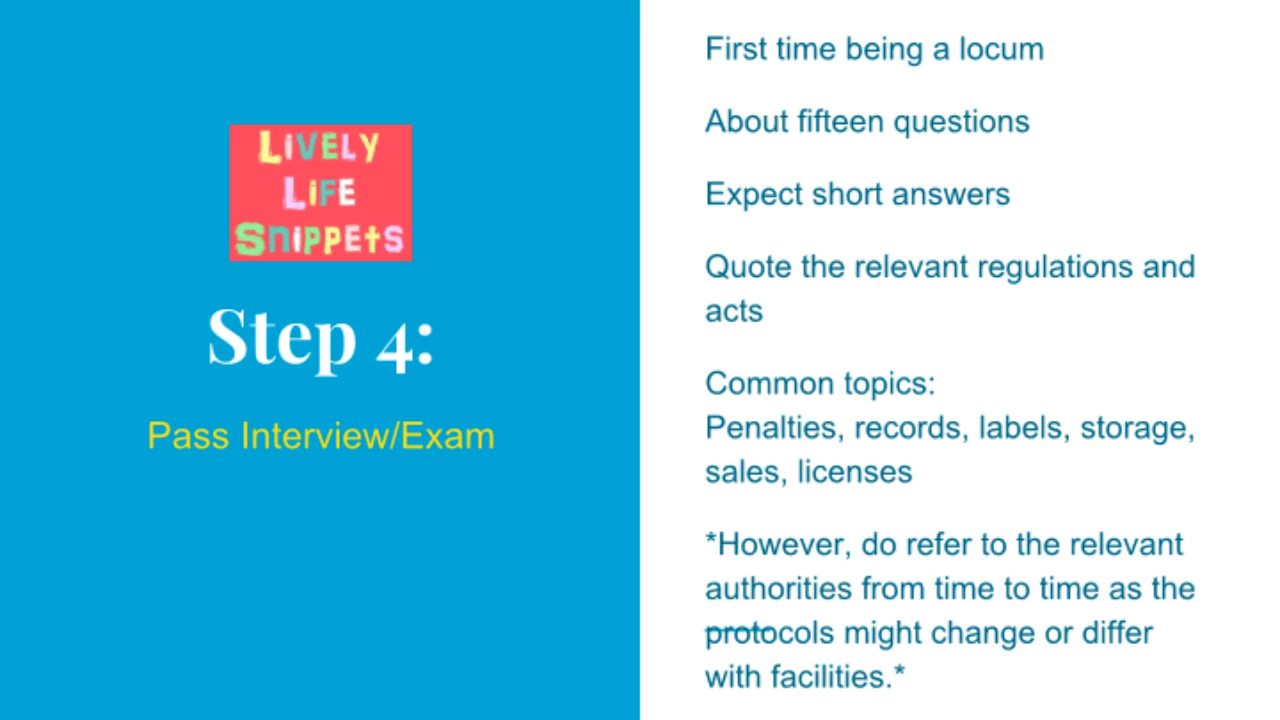 LiVELY
LiFE
SnippEtS
Step 4:
Pass Interview/Exam
First time being a locum
About fifteen questions
Expect short answers
Quote the relevant regulations and
acts
Common topics:
Penalties, records, labels, storage,
sales, licenses
*However, do refer to the relevant
authorities from time to time as the
protocols might change or differ
with facilities.*